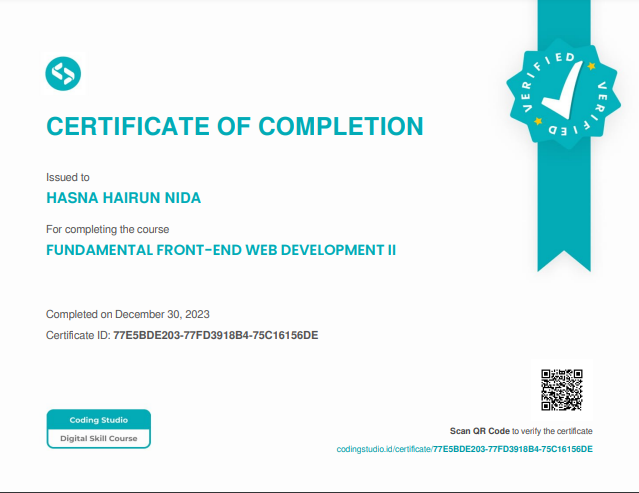 VERIFIED
VERIFIED
VERIFIED
CERTIFICATE OF COMPLETION
Issued to
HASNA HAIRUN NIDA
For completing the course
FUNDAMENTAL FRONT-END WEB DEVELOPMENT II
Completed on December 30, 2023
Certificate ID: 77E5BDE203-77FD3918B4-75C16156DE
Coding Studio
Digital Skill Course
Scan QR Code to verify the certificate
codingstudio.id/certificate/77E5BDE203-77FD3918B4-75C16156DE